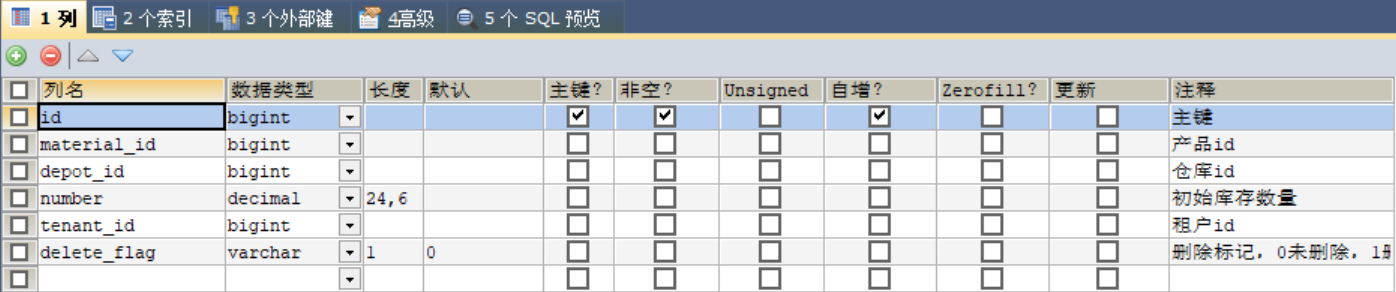 1 列 2 个索引 3 个外部键 4高级 5 个 SQL 预览
列名 数据类型 长度 默认 主键? 非空? Unsigned 自增? Zerofill? 更新 注释
id bigint 主键
material_id bigint 产品id
depot_id bigint 仓库id
number decimal 24,6 初始库存数量
tenant_id bigint 租户id
delete_flag varchar 1 0 删除标记，0未删除，1